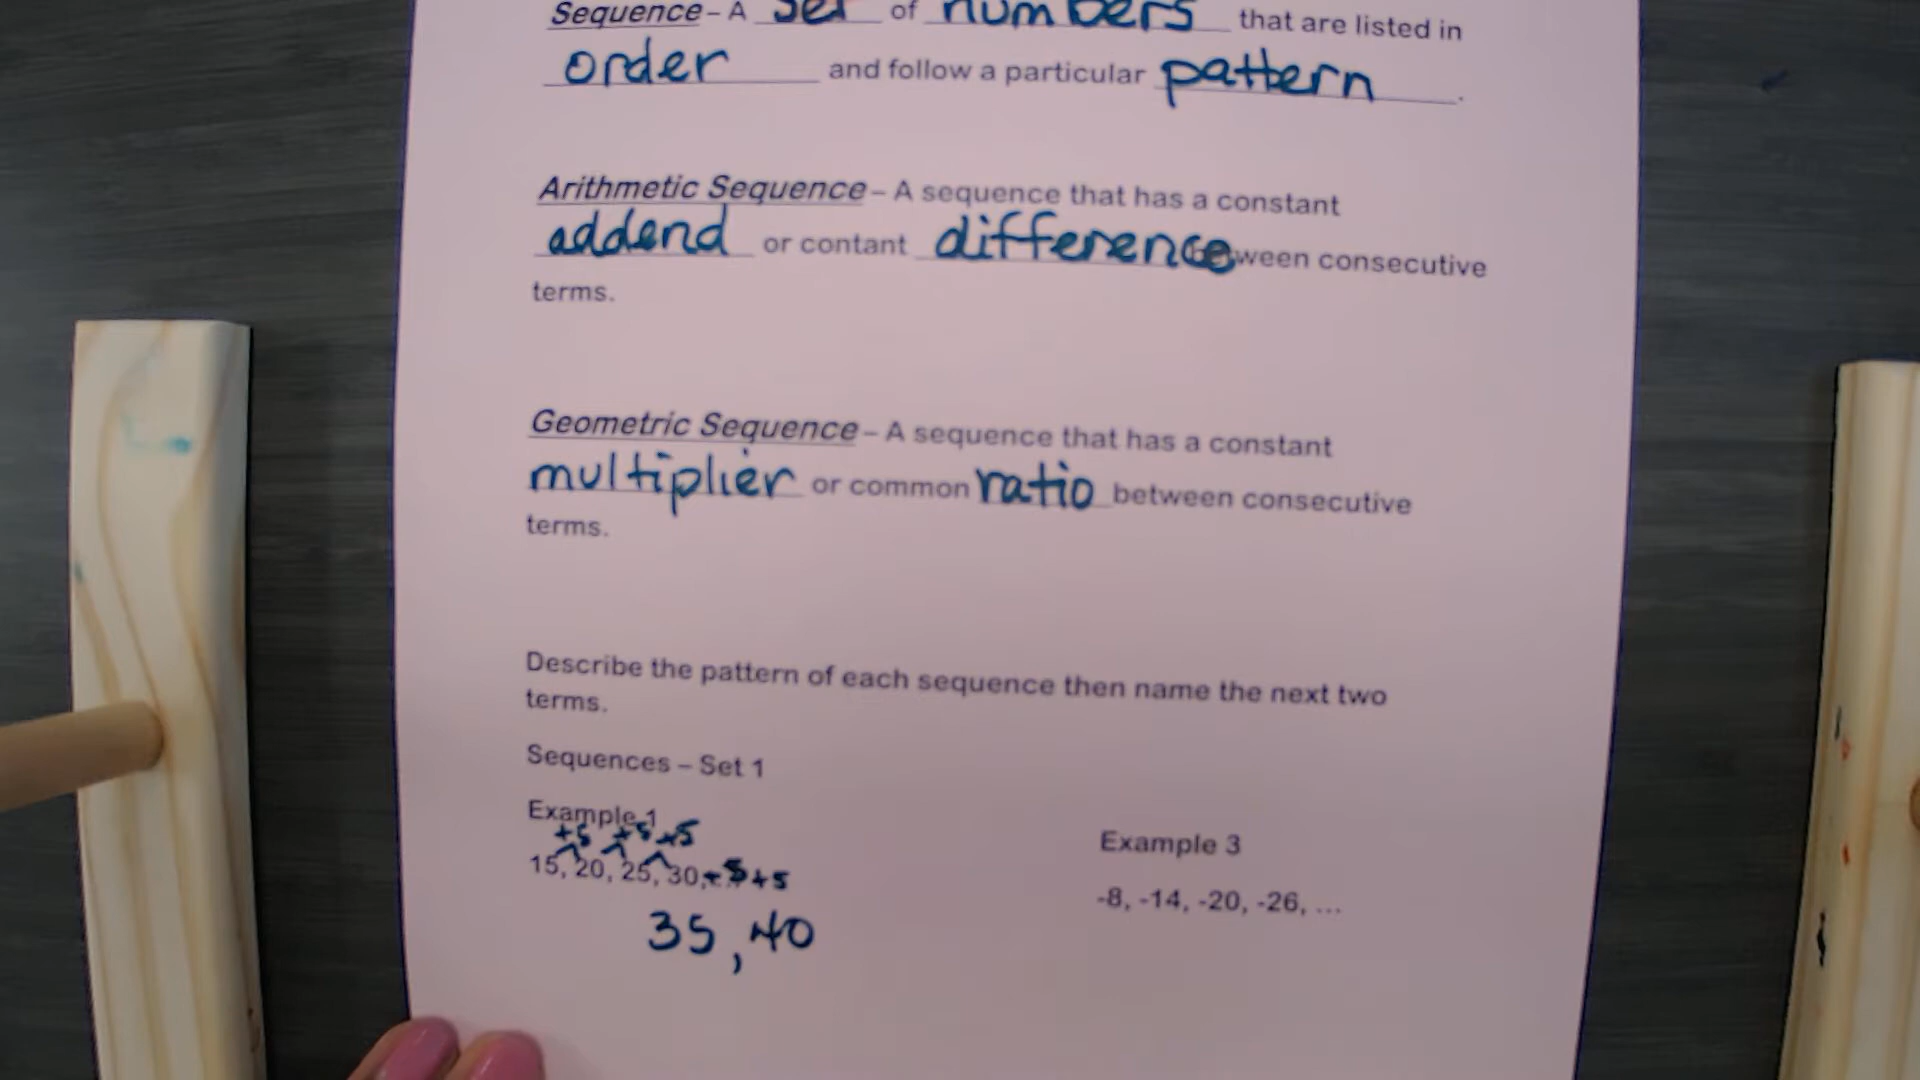 Sequence – A set of numbers that are listed in
order and follow a particular pattern.
Arithmetic Sequence – A sequence that has a constant
addend or contant difference between consecutive
terms.
Geometric Sequence – A sequence that has a constant
multiplier or common ratio between consecutive
terms.
Describe the pattern of each sequence then name the next two
terms.
Sequences – Set 1
Example 1
+5 +5 +5
15, 20, 25, 30, +5 +5
35, 40
Example 3
-8, -14, -20, -26, ...